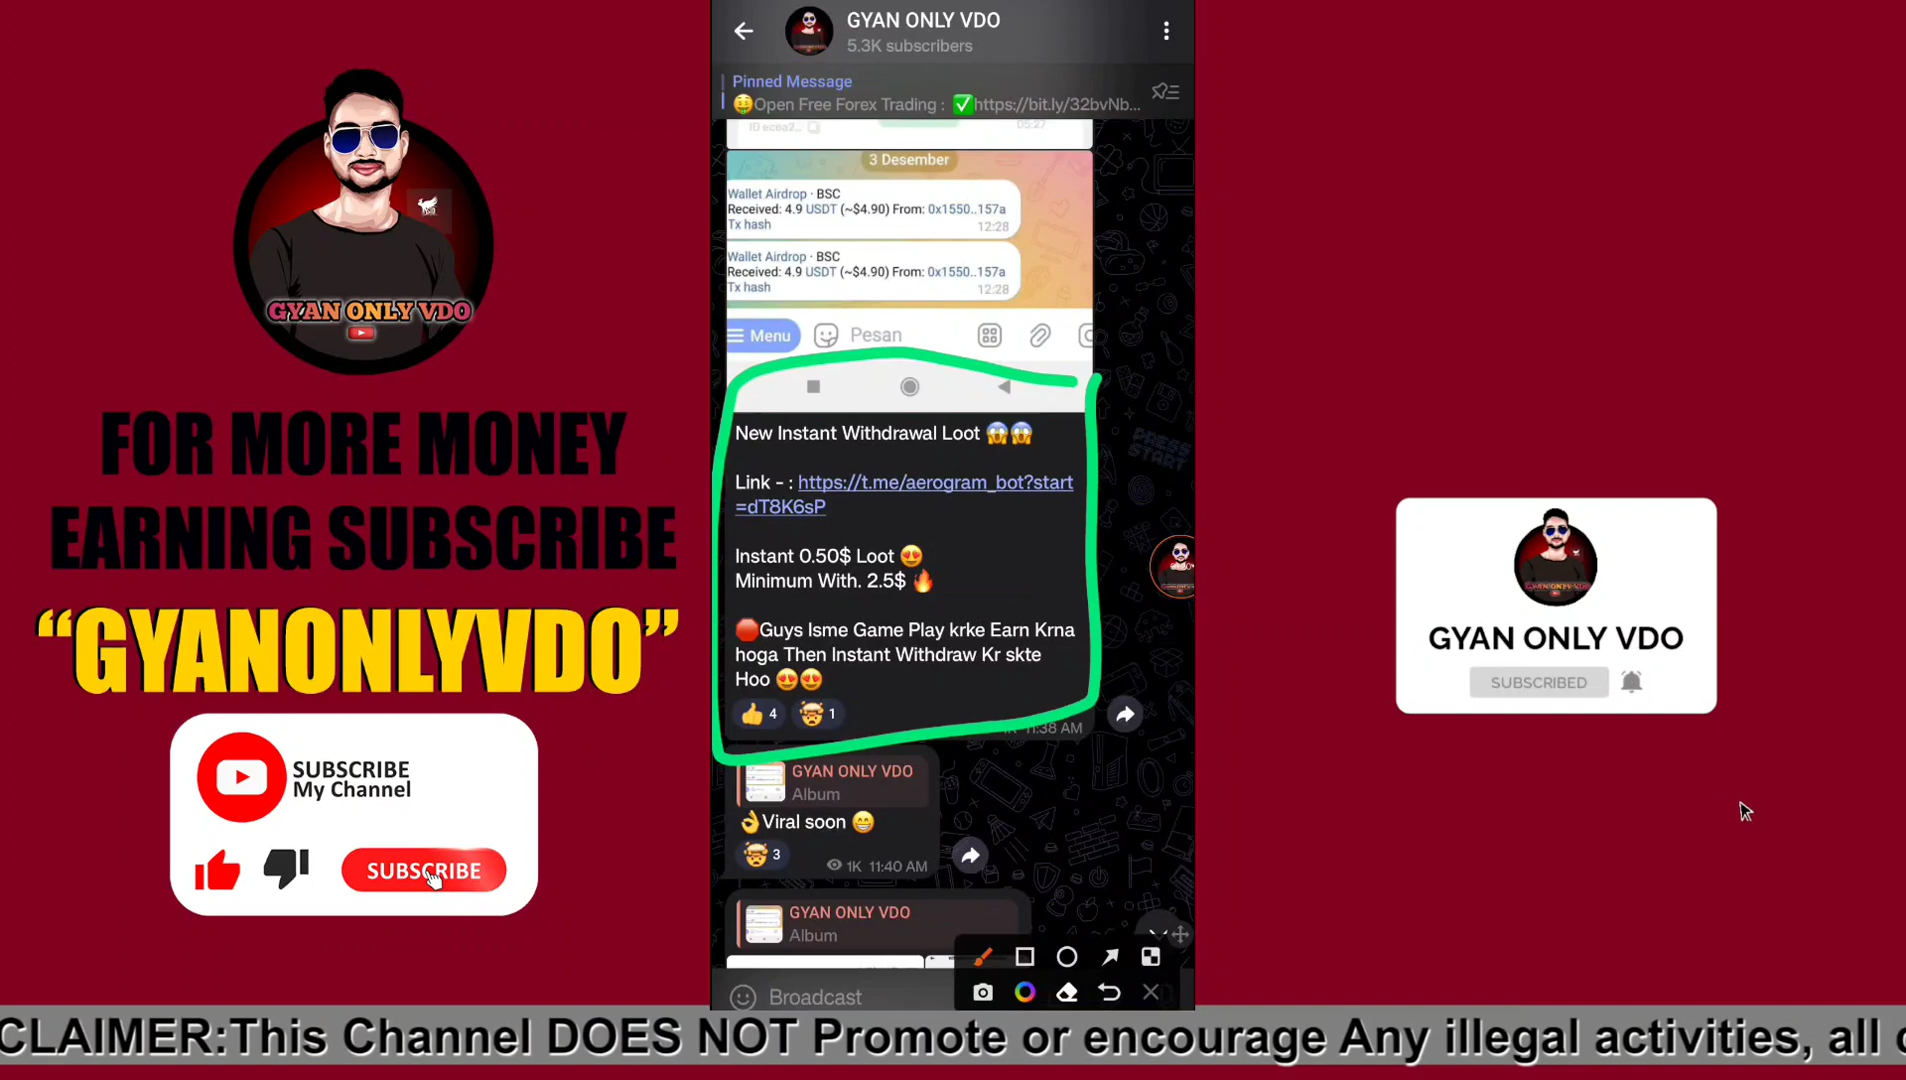 GYAN ONLY VDO
5.3K subscribers
Pinned Message
Open Free Forex Trading : https://bit.ly/32bvNb...
ID ecea2...
05:27
3 Desember
Wallet Airdrop · BSC
Received: 4.9 USDT (~$4.90) From: 0x1550..157a
Tx hash
12:28
Wallet Airdrop · BSC
Received: 4.9 USDT (~$4.90) From: 0x1550..157a
Tx hash
12:28
Menu
Pesan
New Instant Withdrawal Loot 😱😱
Link - : https://t.me/aerogram_bot?start
=dT8K6sP
Instant 0.50$ Loot 😍
Minimum With. 2.5$ 🔥
🛑Guys Isme Game Play krke Earn Krna
hoga Then Instant Withdraw Kr skte
Hoo 😍😍
👍 4 🤯 1
11:38 AM
GYAN ONLY VDO
Album
👌Viral soon 😁
🤯 3
1K 11:40 AM
GYAN ONLY VDO
Album
Broadcast
GYAN ONLY VDO
FOR MORE MONEY
EARNING SUBSCRIBE
“GYANONLYVDO”
SUBSCRIBE
My Channel
SUBSCRIBE
GYAN ONLY VDO
SUBSCRIBED
PRESS
START
CLAIMER:This Channel DOES NOT Promote or encourage Any illegal activities, all